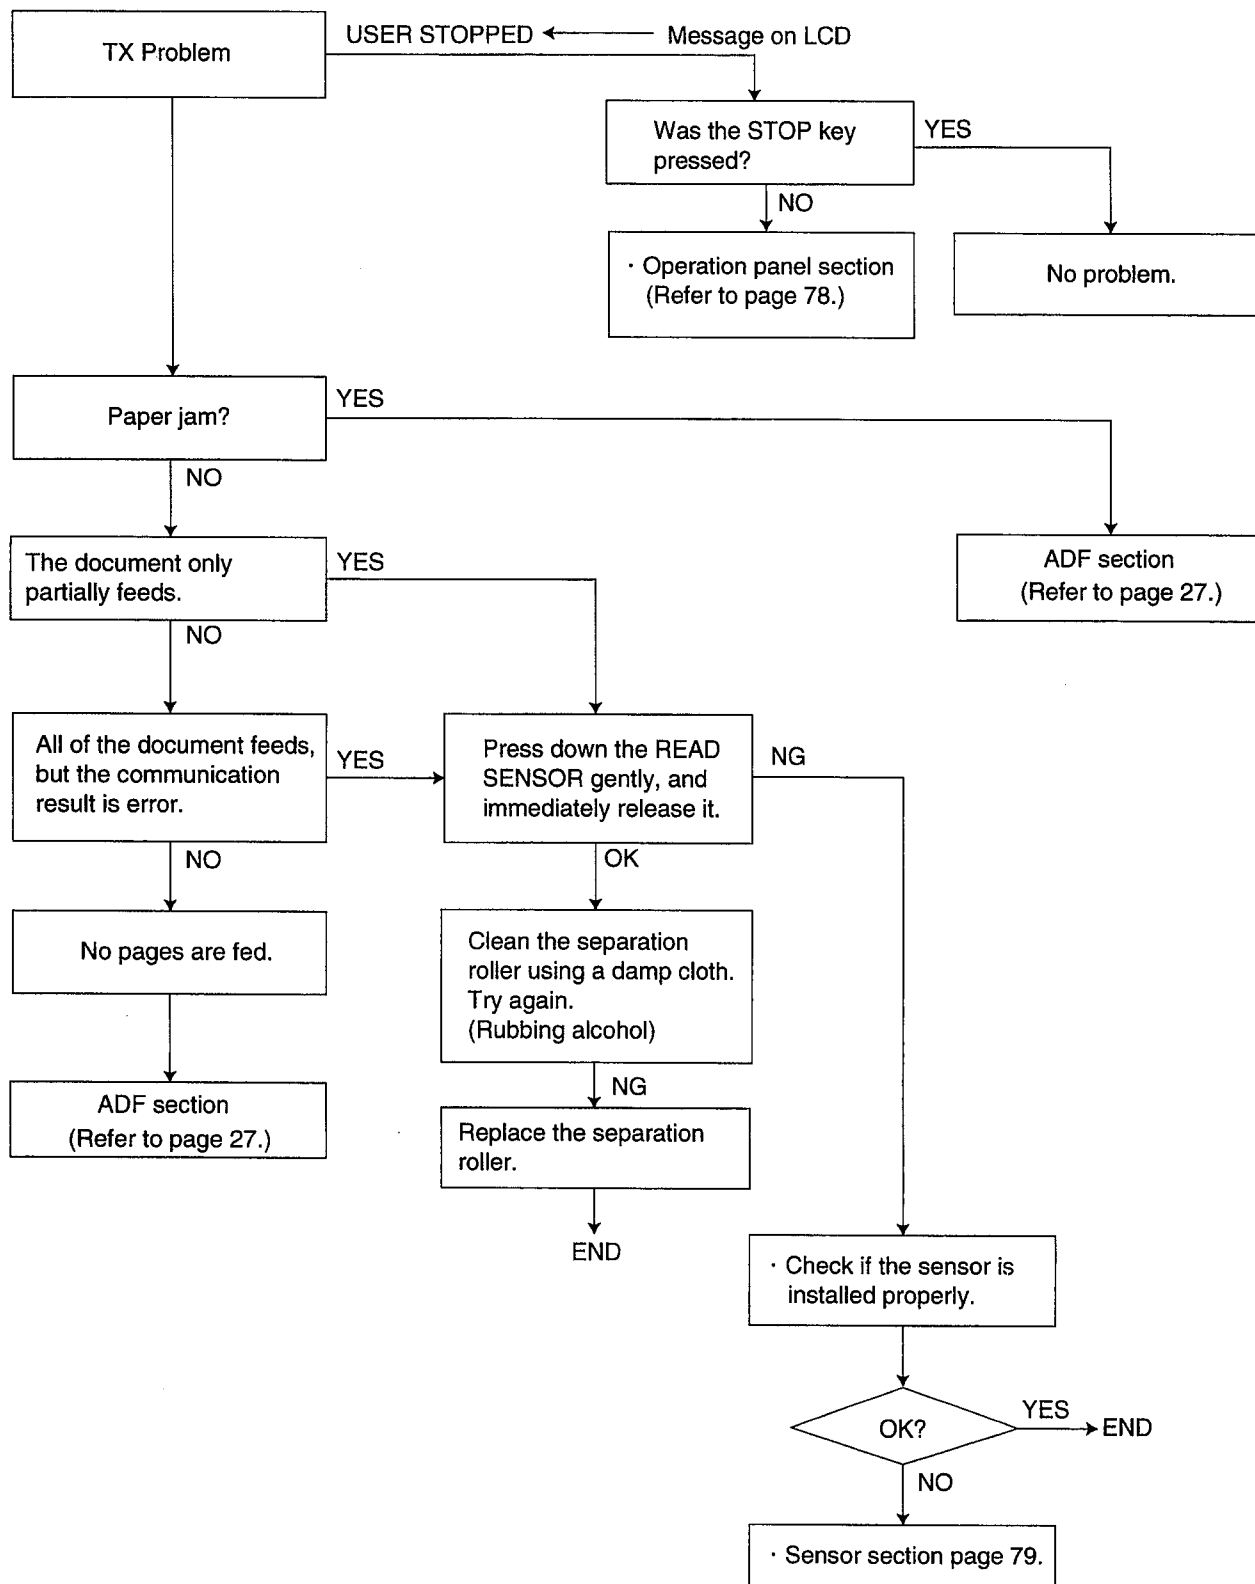 TX Problem
USER STOPPED
Message on LCD
Was the STOP key
pressed?
YES
NO
· Operation panel section
(Refer to page 78.)
No problem.
Paper jam?
YES
NO
ADF section
(Refer to page 27.)
The document only
partially feeds.
YES
NO
All of the document feeds,
but the communication
result is error.
YES
Press down the READ
SENSOR gently, and
immediately release it.
NG
NO
OK
No pages are fed.
Clean the separation
roller using a damp cloth.
Try again.
(Rubbing alcohol)
NG
ADF section
(Refer to page 27.)
Replace the separation
roller.
END
· Check if the sensor is
installed properly.
OK?
YES
END
NO
· Sensor section page 79.